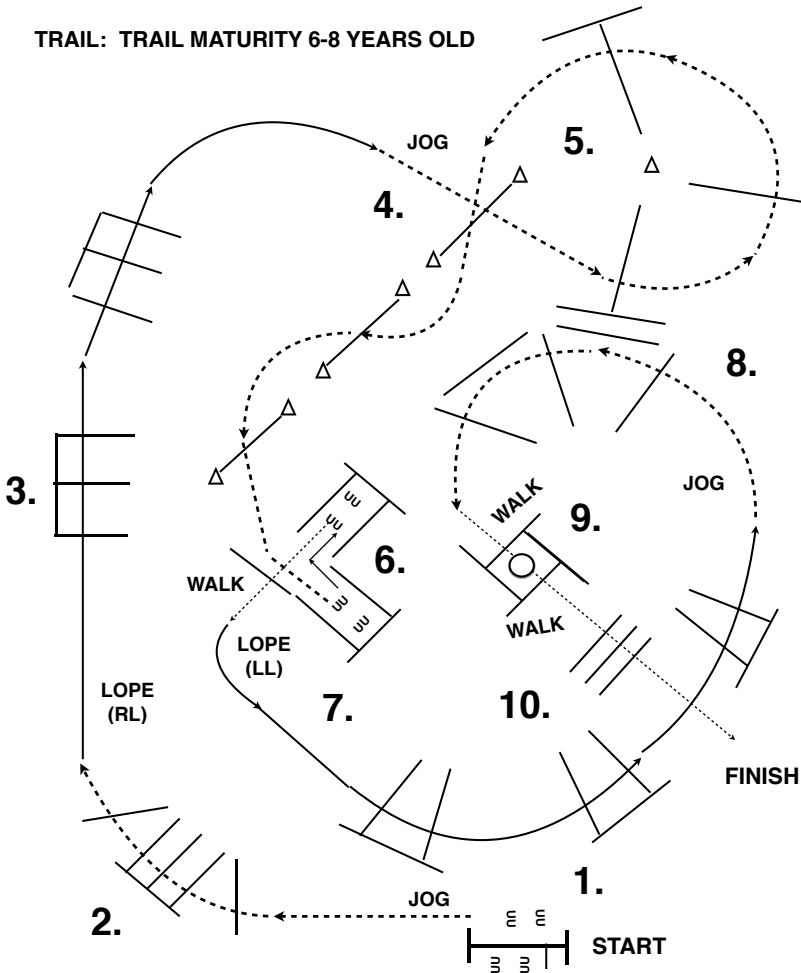 TRAIL: TRAIL MATURITY 6-8 YEARS OLD
JOG
5.
4.
8.
3.
JOG
WALK
9.
6.
WALK
WALK
LOPE
(LL)
LOPE
(RL)
7.
10.
FINISH
1.
JOG
2.
START